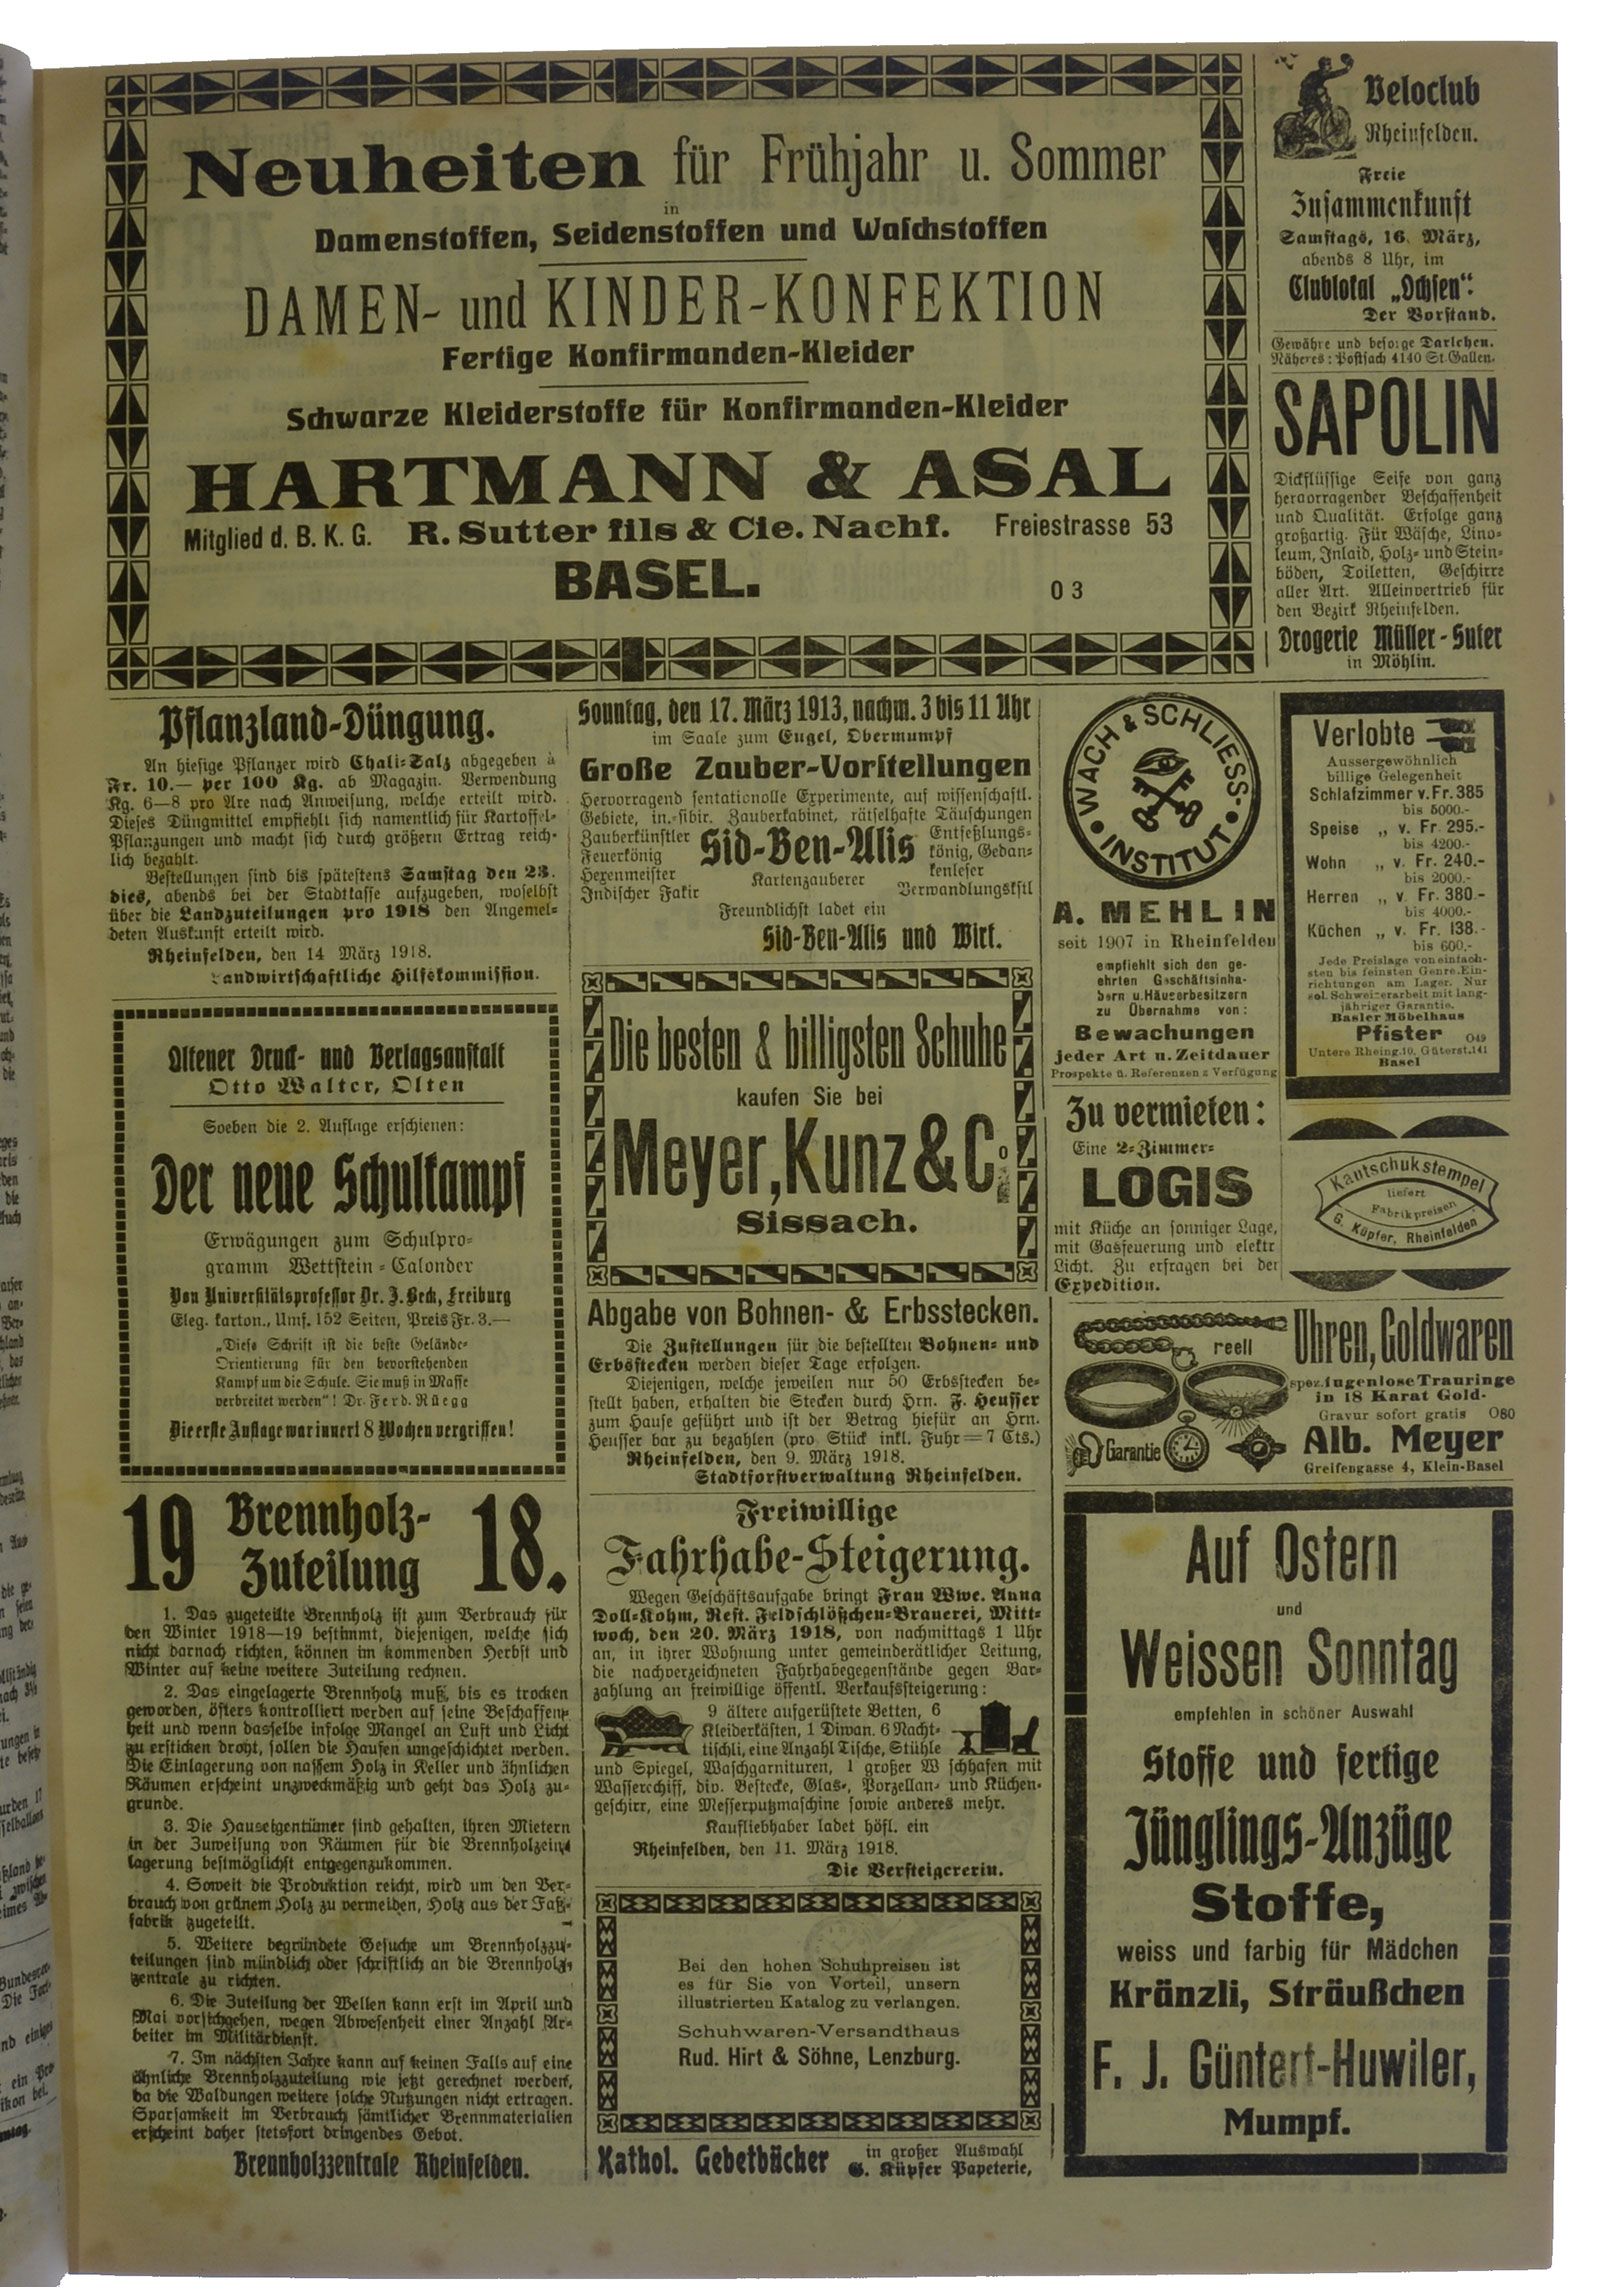 Neuheiten für Frühjahr u. Sommer
in
Damenstoffen, Seidenstoffen und Waschstoffen
DAMEN- und KINDER-KONFEKTION
Fertige Konfirmanden-Kleider
Schwarze Kleiderstoffe für Konfirmanden-Kleider
HARTMANN & ASAL
Mitglied d. B. K. G. R. Sutter fils & Cie. Nachf. Freiestrasse 53
BASEL. O 3
Veloclub
Rheinfelden.
Freie
Zusammenkunft
Samstags, 16. März,
abends 8 Uhr, im
Clublokal „Ochsen“.
Der Vorstand.
Gewähre und besorge Darlehen.
Näheres: Postfach 4140 St. Gallen.
SAPOLIN
Dickflüssige Seife von ganz
hervorragender Beschaffenheit
und Qualität. Erfolge ganz
großartig. Für Wäsche, Lino-
leum, Inlaid, Holz- und Stein-
böden, Toiletten, Geschirre
aller Art. Alleinvertrieb für
den Bezirk Rheinfelden.
Drogerie Müller-Suter
in Möhlin.
Pflanzland-Düngung.
An hiesige Pflanzer wird Chali-Salz abgegeben à
Fr. 10.— per 100 Kg. ab Magazin. Verwendung
Kg. 6—8 pro Are nach Anweisung, welche erteilt wird.
Dieses Düngmittel empfiehlt sich namentlich für Kartoffel-
Pflanzungen und macht sich durch größern Ertrag reich-
lich bezahlt.
Bestellungen sind bis spätestens Samstag den 23.
dies, abends bei der Stadtkasse aufzugeben, woselbst
über die Landzuteilungen pro 1918 den Angemel-
deten Auskunft erteilt wird.
Rheinfelden, den 14 März 1918.
Landwirtschaftliche Hilfskommission.
Oltener Druck- und Verlagsanstalt
Otto Walter, Olten
Soeben die 2. Auflage erschienen:
Der neue Schulkampf
Erwägungen zum Schulpro-
gramm Wettstein-Calonder
Von Universitätsprofessor Dr. J. Beck, Freiburg
Eleg. karton., Umf. 152 Seiten, Preis Fr. 3.—
„Diese Schrift ist die beste Gelände-
Orientierung für den bevorstehenden
Kampf um die Schule. Sie muß in Masse
verbreitet werden“! Dr. Ferd. Rüegg
Die erste Auflage war innert 8 Wochen vergriffen!
19 Brennholz- 18.
Zuteilung
1. Das zugeteilte Brennholz ist zum Verbrauch für
den Winter 1918—19 bestimmt, diejenigen, welche sich
nicht darnach richten, können im kommenden Herbst und
Winter auf keine weitere Zuteilung rechnen.
2. Das eingelagerte Brennholz muß, bis es trocken
geworden, öfters kontrolliert werden auf seine Beschaffen-
heit und wenn dasselbe infolge Mangel an Luft und Licht
zu ersticken droht, sollen die Haufen umgeschichtet werden.
Die Einlagerung von nassem Holz in Keller und ähnlichen
Räumen erscheint unzweckmäßig und geht das Holz zu-
grunde.
3. Die Hauseigentümer sind gehalten, ihren Mietern
in der Zuweisung von Räumen für die Brennholzein-
lagerung bestmöglichst entgegenzukommen.
4. Soweit die Produktion reicht, wird um den Ver-
brauch von grünem Holz zu vermeiden, Holz aus der Faß-
fabrik zugeteilt.
5. Weitere begründete Gesuche um Brennholzzu-
teilungen sind mündlich oder schriftlich an die Brennholz-
zentrale zu richten.
6. Die Zuteilung der Wellen kann erst im April und
Mai vorsichgehen, wegen Abwesenheit einer Anzahl Ar-
beiter im Militärdienst.
7. Im nächsten Jahre kann auf keinen Falls auf eine
ähnliche Brennholzzuteilung wie jetzt gerechnet werden,
da die Waldungen weitere solche Nutzungen nicht ertragen.
Sparsamkeit im Verbrauch sämtlicher Brennmaterialien
erscheint daher stetsfort dringendes Gebot.
Brennholzzentrale Rheinfelden.
Sonntag, den 17. März 1913, nachm. 3 bis 11 Uhr
im Saale zum Engel, Obermumpf
Große Zauber-Vorstellungen
Hervorragend sentationolle Experimente, auf wissenschaftl.
Gebiete, in.-sibir. Zauberkabinet, rätselhafte Täuschungen
Zauberkünstler Sid-Ben-Alis Entfeßlungs-
Feuerkönig könig, Gedan-
Hexenmeister Kartenzauberer kenleser
Indischer Fakir Verwandlungskstl
Freundlichst ladet ein
Sid-Ben-Alis und Wirt.
Die besten & billigsten Schuhe
kaufen Sie bei
Meyer, Kunz & Co
Sissach.
Abgabe von Bohnen- & Erbsstecken.
Die Zustellungen für die bestellten Bohnen- und
Erbsstecken werden dieser Tage erfolgen.
Diejenigen, welche jeweilen nur 50 Erbsstecken be-
stellt haben, erhalten die Stecken durch Hrn. F. Heusser
zum Hause geführt und ist der Betrag hiefür an Hrn.
Heusser bar zu bezahlen (pro Stück inkl. Fuhr = 7 Cts.)
Rheinfelden, den 9. März 1918.
Stadtforstverwaltung Rheinfelden.
Freiwillige
Fahrhabe-Steigerung.
Wegen Geschäftsaufgabe bringt Frau Wwe. Anna
Doll-Kohm, Rest. Feldschlößchen-Brauerei, Mitt-
woch, den 20. März 1918, von nachmittags 1 Uhr
an, in ihrer Wohnung unter gemeinderätlicher Leitung,
die nachverzeichneten Fahrhabegegenstände gegen Bar-
zahlung an freiwillige öffentl. Verkaufssteigerung:
9 ältere aufgerüstete Betten, 6
Kleiderkästen, 1 Diwan. 6 Nacht-
tischli, eine Anzahl Tische, Stühle
und Spiegel, Waschgarnituren, 1 großer W schhafen mit
Wasserchiff, div. Bestecke, Glas-, Porzellan- und Küchen-
geschirr, eine Messerputzmaschine sowie anderes mehr.
Kaufliebhaber ladet höfl. ein
Rheinfelden, den 11. März 1918.
Die Versteigererin.
Bei den hohen Schuhpreisen ist
es für Sie von Vorteil, unsern
illustrierten Katalog zu verlangen.
Schuhwaren-Versandthaus
Rud. Hirt & Söhne, Lenzburg.
Kathol. Gebetbücher in großer Auswahl
G. Küpfer Papeterie,
WACH & SCHLIESS-
INSTITUT
A. MEHLIN
seit 1907 in Rheinfelden
empfiehlt sich den ge-
ehrten Geschäftsinha-
bern u. Häuserbesitzern
zu Übernahme von:
Bewachungen
jeder Art u. Zeitdauer
Prospekte ü. Referenzen z Verfügung
Zu vermieten:
Eine 2-Zimmer-
LOGIS
mit Küche an sonniger Lage,
mit Gasfeuerung und elektr
Licht. Zu erfragen bei der
Expedition.
Verlobte
Aussergewöhnlich
billige Gelegenheit
Schlafzimmer v. Fr. 385
bis 5000.-
Speise „ v. Fr 295.-
bis 4200.-
Wohn „ v. Fr. 240.-
bis 2000.-
Herren „ v. Fr. 380.-
bis 4000.-
Küchen „ v. Fr. 138.-
bis 600.-
Jede Preislage von einfach-
sten bis feinsten Genre. Ein-
richtungen am Lager. Nur
sol. Schweizerarbeit mit lang-
jähriger Garantie.
Basler Möbelhaus
Pfister O49
Untere Rheing. 10, Güterst. 141
Basel
Kautschukstempel
liefert
Fabrikpreisen
G. Küpfer, Rheinfelden
Uhren, Goldwaren
reell
spez. fugenlose Trauringe
in 18 Karat Gold-
Gravur sofort gratis O80
Garantie
Alb. Meyer
Greifengasse 4, Klein-Basel
Auf Ostern
und
Weissen Sonntag
empfehlen in schöner Auswahl
Stoffe und fertige
Jünglings-Anzüge
Stoffe,
weiss und farbig für Mädchen
Kränzli, Sträußchen
F. J. Güntert-Huwiler,
Mumpf.